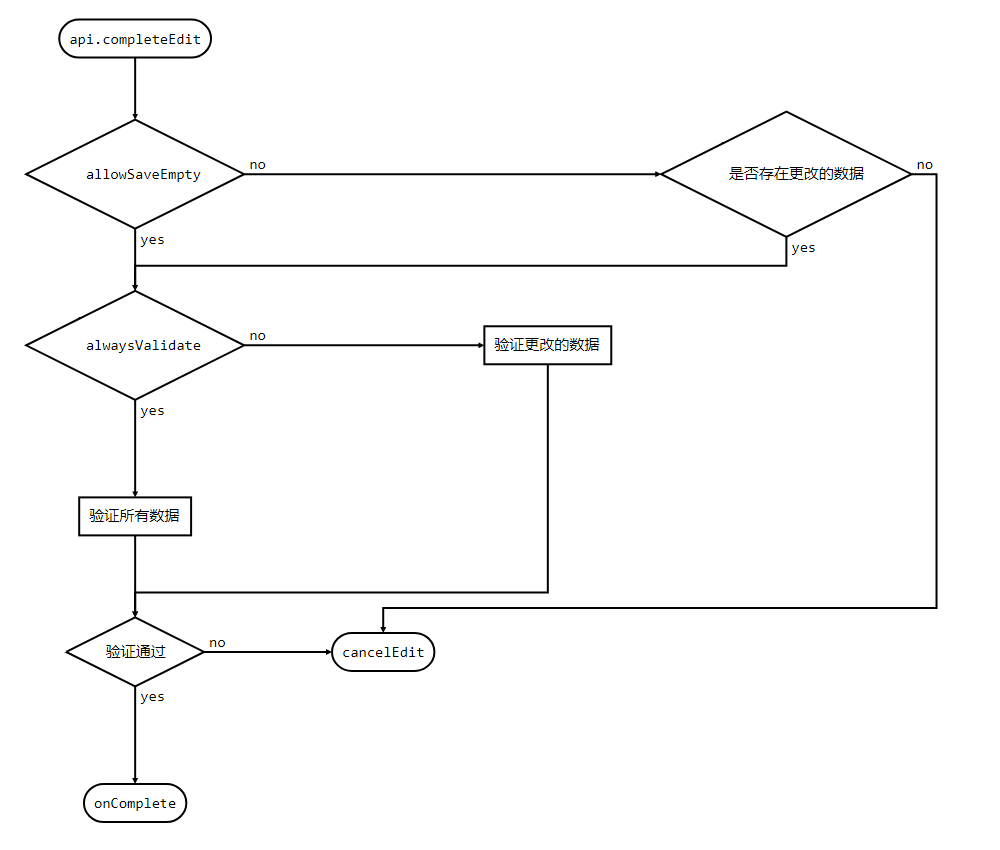 api.completeEdit
allowSaveEmpty
no
是否存在更改的数据
no
yes
yes
alwaysValidate
no
验证更改的数据
yes
验证所有数据
验证通过
no
cancelEdit
yes
onComplete